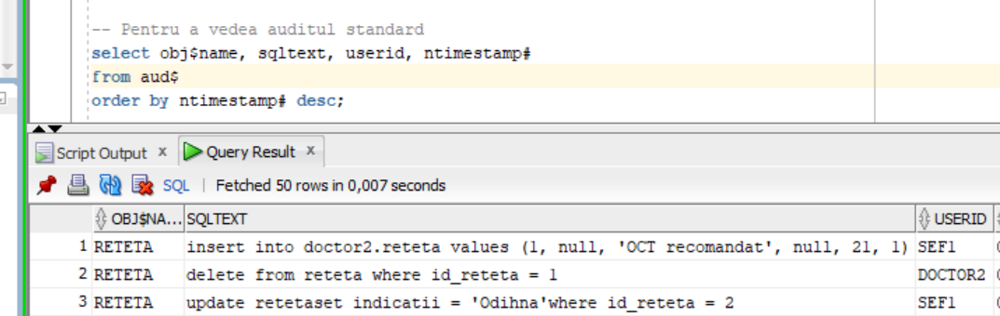 -- Pentru a vedea auditul standard
select obj$name, sqltext, userid, ntimestamp#
from aud$
order by ntimestamp# desc;
Script Output x Query Result x
SQL | Fetched 50 rows in 0,007 seconds
OBJ$NA... SQLTEXT USERID
1 RETETA insert into doctor2.reteta values (1, null, 'OCT recomandat', null, 21, 1) SEF1
2 RETETA delete from reteta where id_reteta = 1 DOCTOR2
3 RETETA update retetaset indicatii = 'Odihna'where id_reteta = 2 SEF1